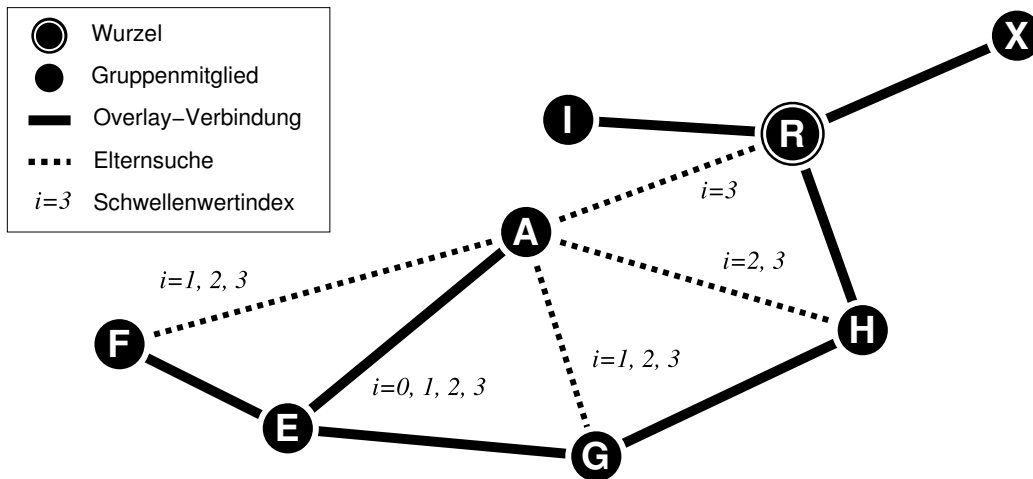 Wurzel
Gruppenmitglied
Overlay-Verbindung
Elternsuche
i=3 Schwellenwertindex
X
I
R
i=3
A
i=1, 2, 3
i=2, 3
F
H
i=0, 1, 2, 3
i=1, 2, 3
E
G